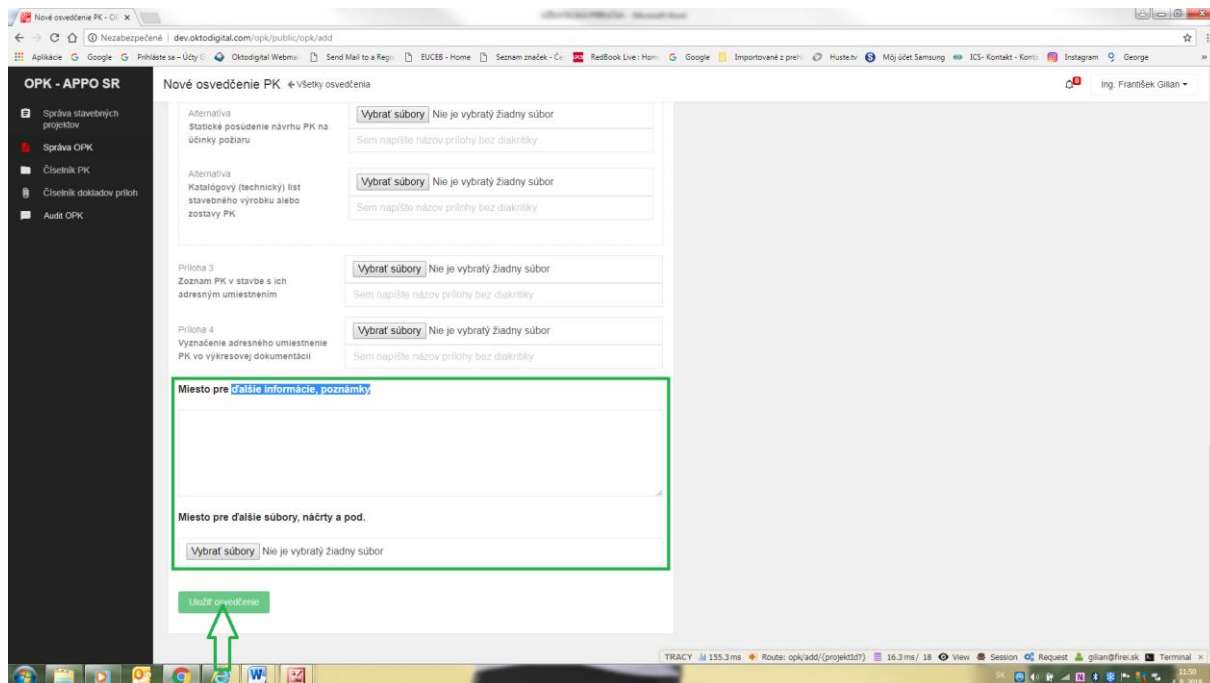 Nové osvedčenie PK - OP
Nezabezpečené | dev.oktodigital.com/opk/public/opk/add
Aplikácie Google Prihláste sa – Účty G Oktodigital Webmai Send Mail to a Regi EUCEB - Home Seznam značek - Če RedBook Live : Hom Google Importované z prehl Huste.tv Môj účet Samsung ICS- Kontakt - Konta Instagram George »
OPK - APPO SR
Nové osvedčenie PK ← Všetky osvedčenia
Ing. František Gilian
Správa stavebných
projektov
Správa OPK
Číselník PK
Číselník dokladov príloh
Audit OPK
Alternatíva
Statické posúdenie návrhu PK na
účinky požiaru
Vybrať súbory Nie je vybratý žiadny súbor
Sem napíšte názov prílohy bez diakritiky
Alternatíva
Katalógový (technický) list
stavebného výrobku alebo
zostavy PK
Vybrať súbory Nie je vybratý žiadny súbor
Sem napíšte názov prílohy bez diakritiky
Príloha 3
Zoznam PK v stavbe s ich
adresným umiestnením
Vybrať súbory Nie je vybratý žiadny súbor
Sem napíšte názov prílohy bez diakritiky
Príloha 4
Vyznačenie adresného umiestnenie
PK vo výkresovej dokumentácii
Vybrať súbory Nie je vybratý žiadny súbor
Sem napíšte názov prílohy bez diakritiky
Miesto pre ďalšie informácie, poznámky
Miesto pre ďalšie súbory, náčrty a pod.
Vybrať súbory Nie je vybratý žiadny súbor
Uložiť osvedčenie
TRACY 155.3 ms Route: opk/add/{projektId?} 16.3 ms/ 18 View Session Request gilian@firei.sk Terminal ×
SK 11:50